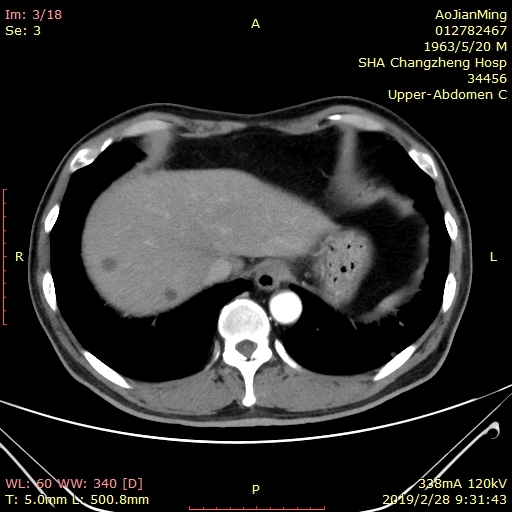 Im: 3/18
Se: 3
A
AoJianMing
012782467
1963/5/20 M
SHA Changzheng Hosp
34456
Upper-Abdomen C
R
L
WL: 60 WW: 340 [D]
T: 5.0mm L: 500.8mm
P
338mA 120kV
2019/2/28 9:31:43